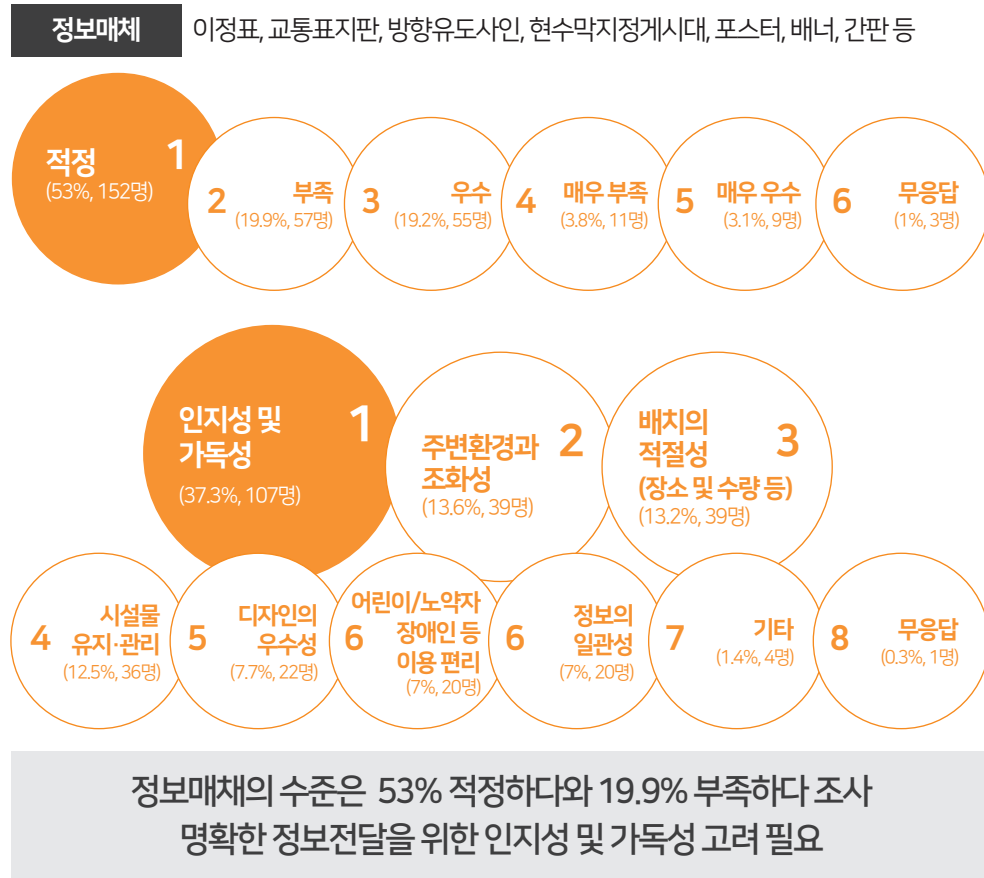 정보매체 이정표, 교통표지판, 방향유도사인, 현수막지정게시대, 포스터, 배너, 간판 등
적정 1
(53%, 152명)
2 부족
(19.9%, 57명)
3 우수
(19.2%, 55명)
4 매우 부족
(3.8%, 11명)
5 매우 우수
(3.1%, 9명)
6 무응답
(1%, 3명)
인지성 및
가독성
1
(37.3%, 107명)
주변환경과
조화성
2
(13.6%, 39명)
배치의
적절성
(장소 및 수량 등)
3
(13.2%, 39명)
4 시설물
유지·관리
(12.5%, 36명)
5 디자인의
우수성
(7.7%, 22명)
6 어린이/노약자
장애인 등
이용 편리
(7%, 20명)
6 정보의
일관성
(7%, 20명)
7 기타
(1.4%, 4명)
8 무응답
(0.3%, 1명)
정보매채의 수준은 53% 적정하다와 19.9% 부족하다 조사
명확한 정보전달을 위한 인지성 및 가독성 고려 필요